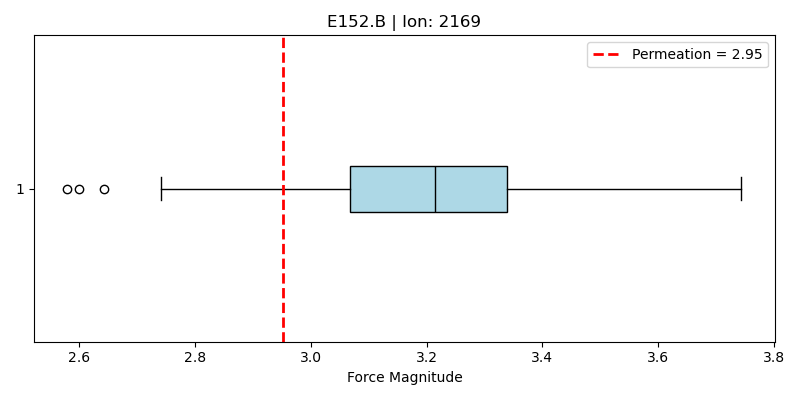 E152.B | Ion: 2169
Permeation = 2.95
1
2.6 2.8 3.0 3.2 3.4 3.6 3.8
Force Magnitude